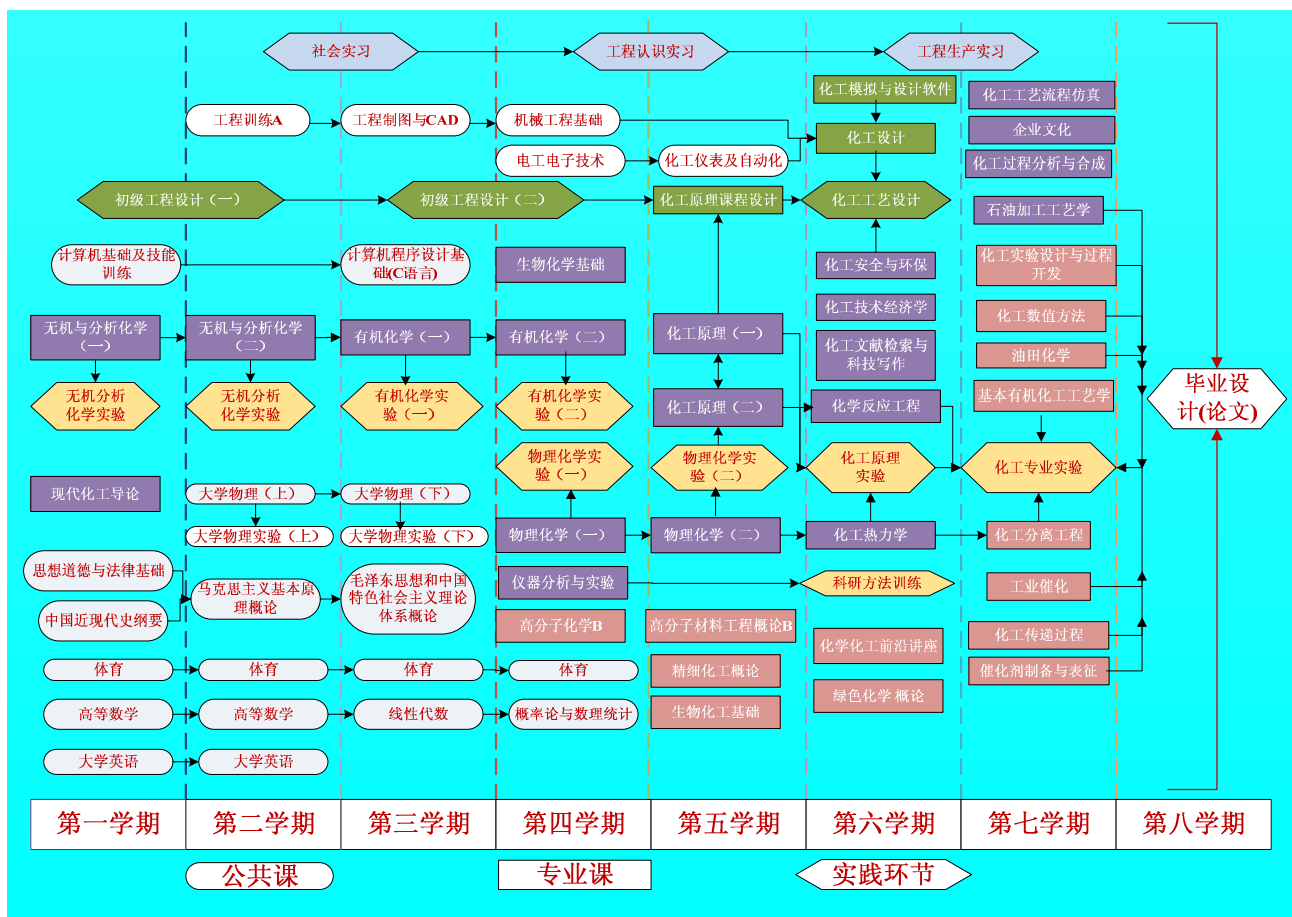 社会实习
工程认识实习
工程生产实习
化工模拟与设计软件
化工工艺流程仿真
工程训练A
工程制图与CAD
机械工程基础
化工设计
企业文化
电工电子技术
化工仪表及自动化
化工过程分析与合成
初级工程设计（一）
初级工程设计（二）
化工原理课程设计
化工工艺设计
石油加工工艺学
计算机基础及技能
训练
计算机程序设计基
础(C语言)
生物化学基础
化工安全与环保
化工实验设计与过程
开发
化工技术经济学
化工数值方法
无机与分析化学
（一）
无机与分析化学
（二）
有机化学（一）
有机化学（二）
化工原理（一）
化工文献检索与
科技写作
油田化学
无机分析
化学实验
无机分析
化学实验
有机化学实
验（一）
有机化学实
验（二）
化工原理（二）
化学反应工程
基本有机化工工艺学
毕业设
计(论文)
物理化学实
验（一）
物理化学实
验（二）
化工原理
实验
化工专业实验
现代化工导论
大学物理（上）
大学物理（下）
大学物理实验（上）
大学物理实验（下）
物理化学（一）
物理化学（二）
化工热力学
化工分离工程
思想道德与法律基础
中国近现代史纲要
马克思主义基本原
理概论
毛泽东思想和中国
特色社会主义理论
体系概论
仪器分析与实验
科研方法训练
工业催化
高分子化学B
高分子材料工程概论B
化学化工前沿讲座
化工传递过程
体育
体育
体育
体育
精细化工概论
催化剂制备与表征
高等数学
高等数学
线性代数
概率论与数理统计
生物化工基础
绿色化学 概论
大学英语
大学英语
第一学期
第二学期
第三学期
第四学期
第五学期
第六学期
第七学期
第八学期
公共课
专业课
实践环节